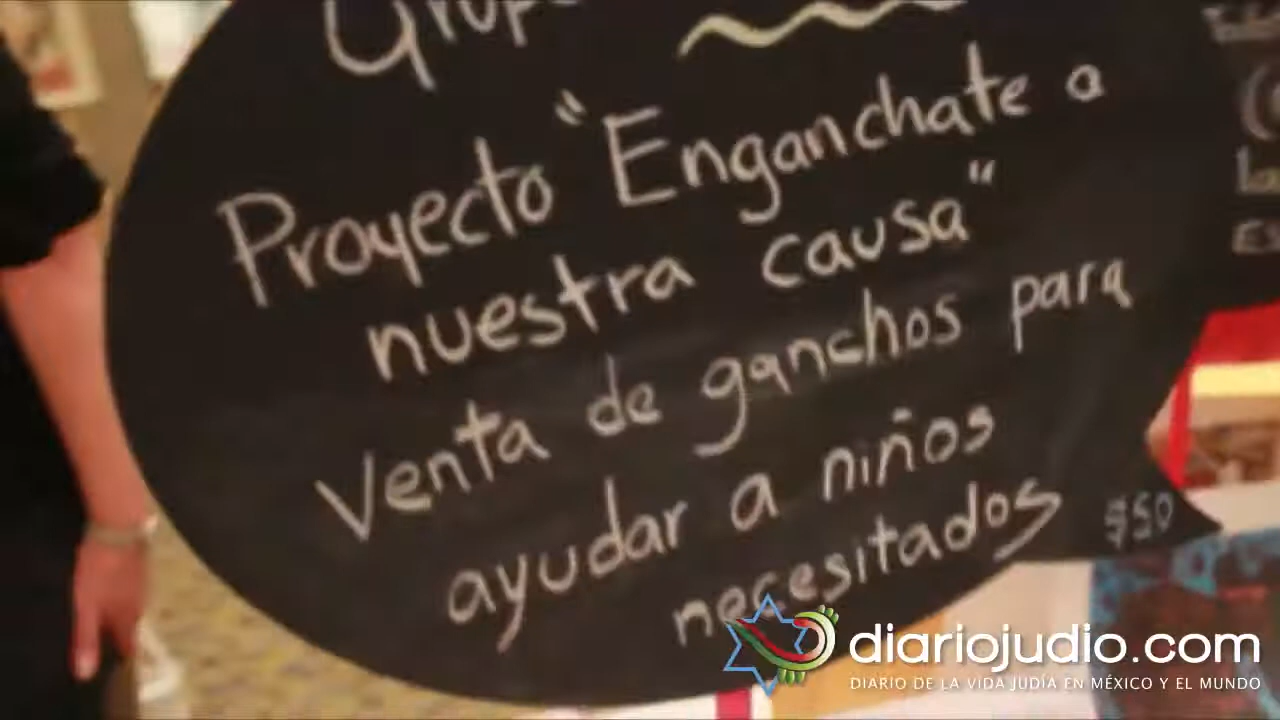 Grupo
Proyecto "Enganchate a
nuestra causa"
Venta de ganchos para
ayudar a niños
necesitados
$50
diariojudio.com
DIARIO DE LA VIDA JUDÍA EN MÉXICO Y EL MUNDO